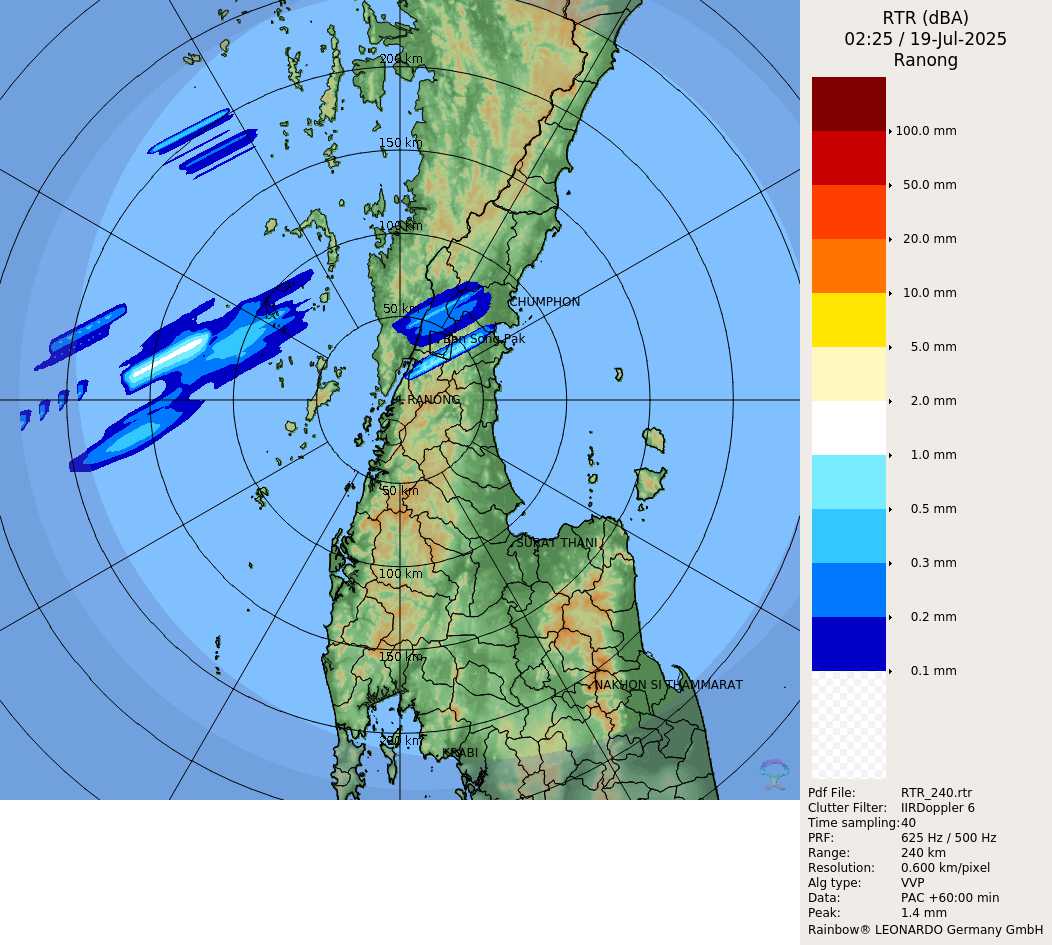 RTR (dBA)
02:25 / 19-Jul-2025
Ranong
200 km
150 km
100 km
50 km
CHUMPHON
Ban Song Pak
RANONG
50 km
SURAT THANI
100 km
150 km
NAKHON SI THAMMARAT
200 km
KRABI
100.0 mm
50.0 mm
20.0 mm
10.0 mm
5.0 mm
2.0 mm
1.0 mm
0.5 mm
0.3 mm
0.2 mm
0.1 mm
Pdf File: RTR_240.rtr
Clutter Filter: IIRDoppler 6
Time sampling: 40
PRF: 625 Hz / 500 Hz
Range: 240 km
Resolution: 0.600 km/pixel
Alg type: VVP
Data: PAC +60:00 min
Peak: 1.4 mm
Rainbow® LEONARDO Germany GmbH